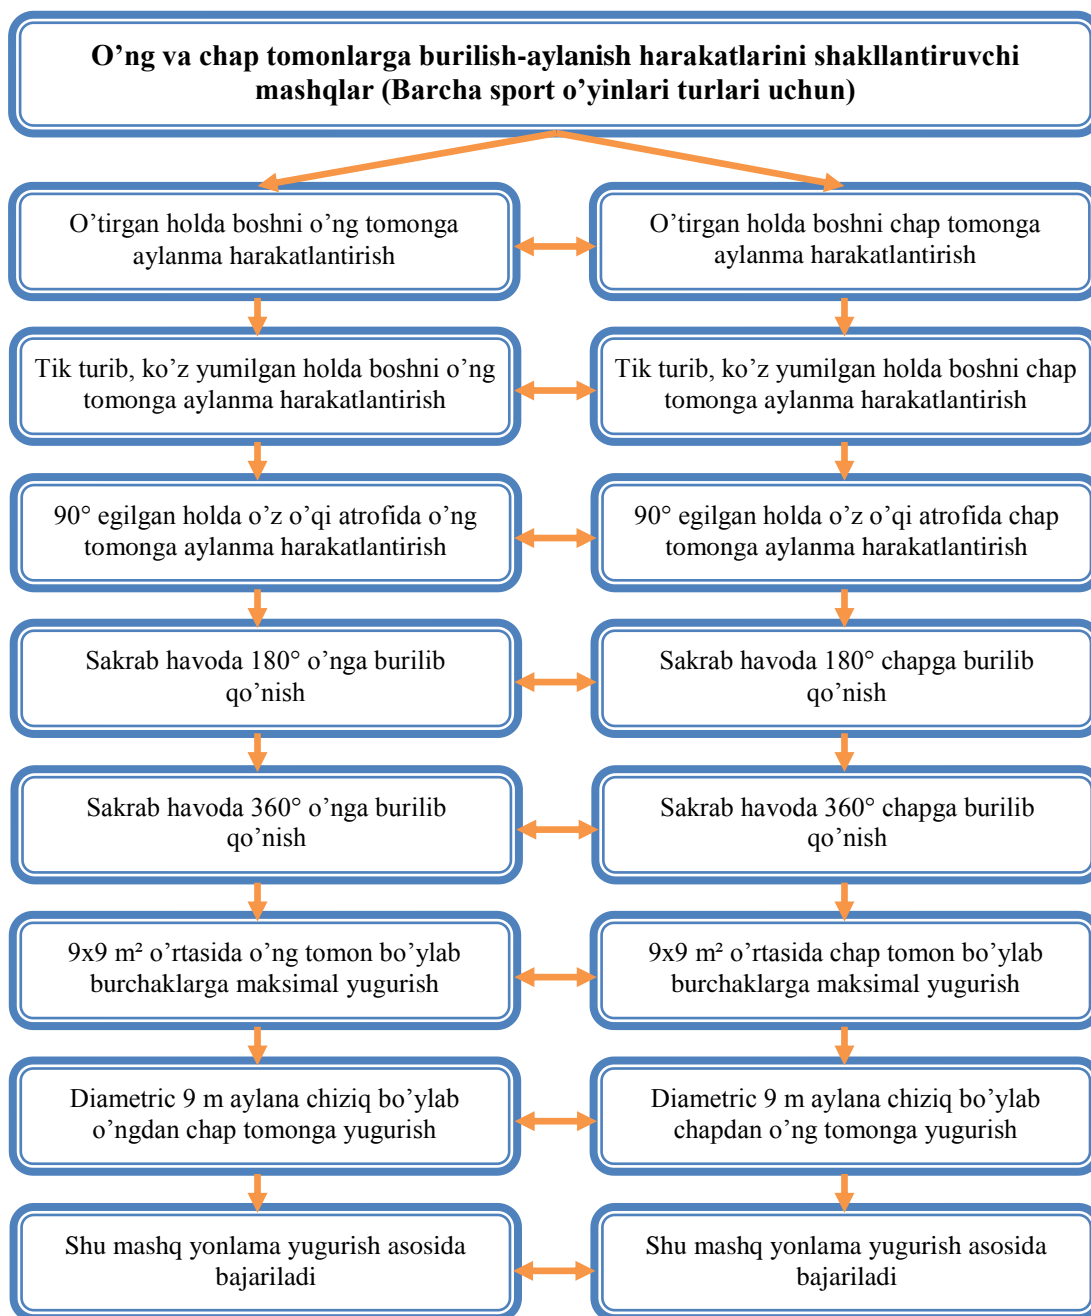 O’ng va chap tomonlarga burilish-aylanish harakatlarini shakllantiruvchi
mashqlar (Barcha sport o’yinlari turlari uchun)
O’tirgan holda boshni o’ng tomonga
aylanma harakatlantirish
O’tirgan holda boshni chap tomonga
aylanma harakatlantirish
Tik turib, ko’z yumilgan holda boshni o’ng
tomonga aylanma harakatlantirish
Tik turib, ko’z yumilgan holda boshni chap
tomonga aylanma harakatlantirish
90° egilgan holda o’z o’qi atrofida o’ng
tomonga aylanma harakatlantirish
90° egilgan holda o’z o’qi atrofida chap
tomonga aylanma harakatlantirish
Sakrab havoda 180° o’nga burilib
qo’nish
Sakrab havoda 180° chapga burilib
qo’nish
Sakrab havoda 360° o’nga burilib
qo’nish
Sakrab havoda 360° chapga burilib
qo’nish
9x9 m² o’rtasida o’ng tomon bo’ylab
burchaklarga maksimal yugurish
9x9 m² o’rtasida chap tomon bo’ylab
burchaklarga maksimal yugurish
Diametric 9 m aylana chiziq bo’ylab
o’ngdan chap tomonga yugurish
Diametric 9 m aylana chiziq bo’ylab
chapdan o’ng tomonga yugurish
Shu mashq yonlama yugurish asosida
bajariladi
Shu mashq yonlama yugurish asosida
bajariladi